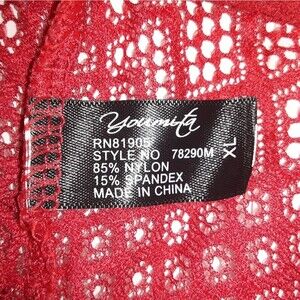 Youmita
RN81905
STYLE NO 78290M
85% NYLON
15% SPANDEX
MADE IN CHINA
XL